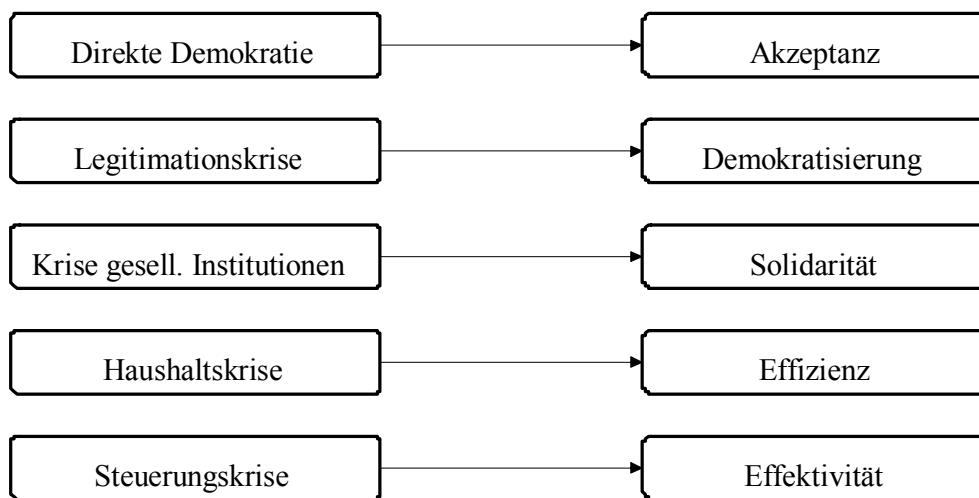 Direkte Demokratie
Akzeptanz
Legitimationskrise
Demokratisierung
Krise gesell. Institutionen
Solidarität
Haushaltskrise
Effizienz
Steuerungskrise
Effektivität